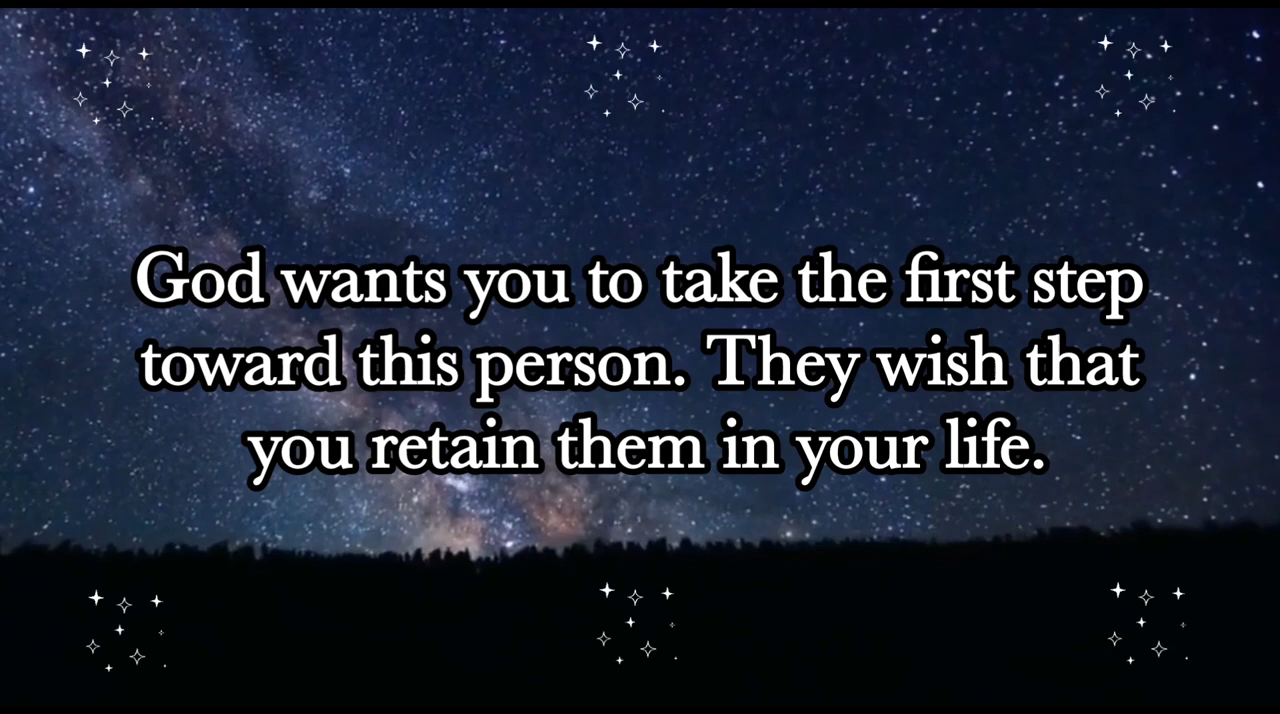 God wants you to take the first step
toward this person. They wish that
you retain them in your life.